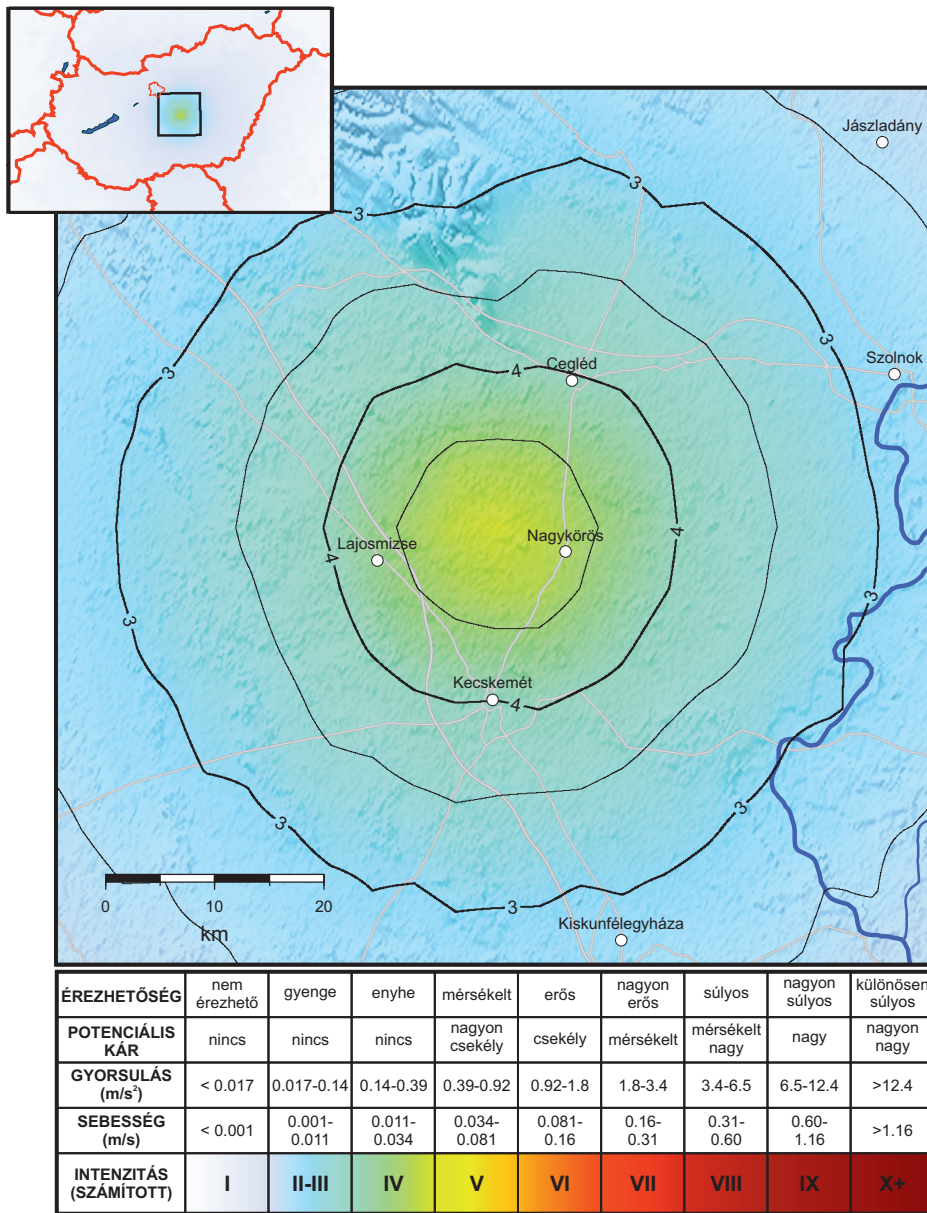 Jászladány
3
3
3
3
Szolnok
Cegléd
4
Nagykörös
Lajosmizse
4
4
3
3
Kecskemét
4
3
3
3
0 10 20
km
Kiskunfélegyháza
ÉREZHETŐSÉG nem érezhető gyenge enyhe mérsékelt erős nagyon erős súlyos nagyon súlyos különösen súlyos
POTENCIÁLIS KÁR nincs nincs nincs nagyon csekély csekély mérsékelt mérsékelt nagy nagy nagyon nagy
GYORSULÁS (m/s²) < 0.017 0.017-0.14 0.14-0.39 0.39-0.92 0.92-1.8 1.8-3.4 3.4-6.5 6.5-12.4 >12.4
SEBESSÉG (m/s) < 0.001 0.001-0.011 0.011-0.034 0.034-0.081 0.081-0.16 0.16-0.31 0.31-0.60 0.60-1.16 >1.16
INTENZITÁS (SZÁMÍTOTT) I II-III IV V VI VII VIII IX X+